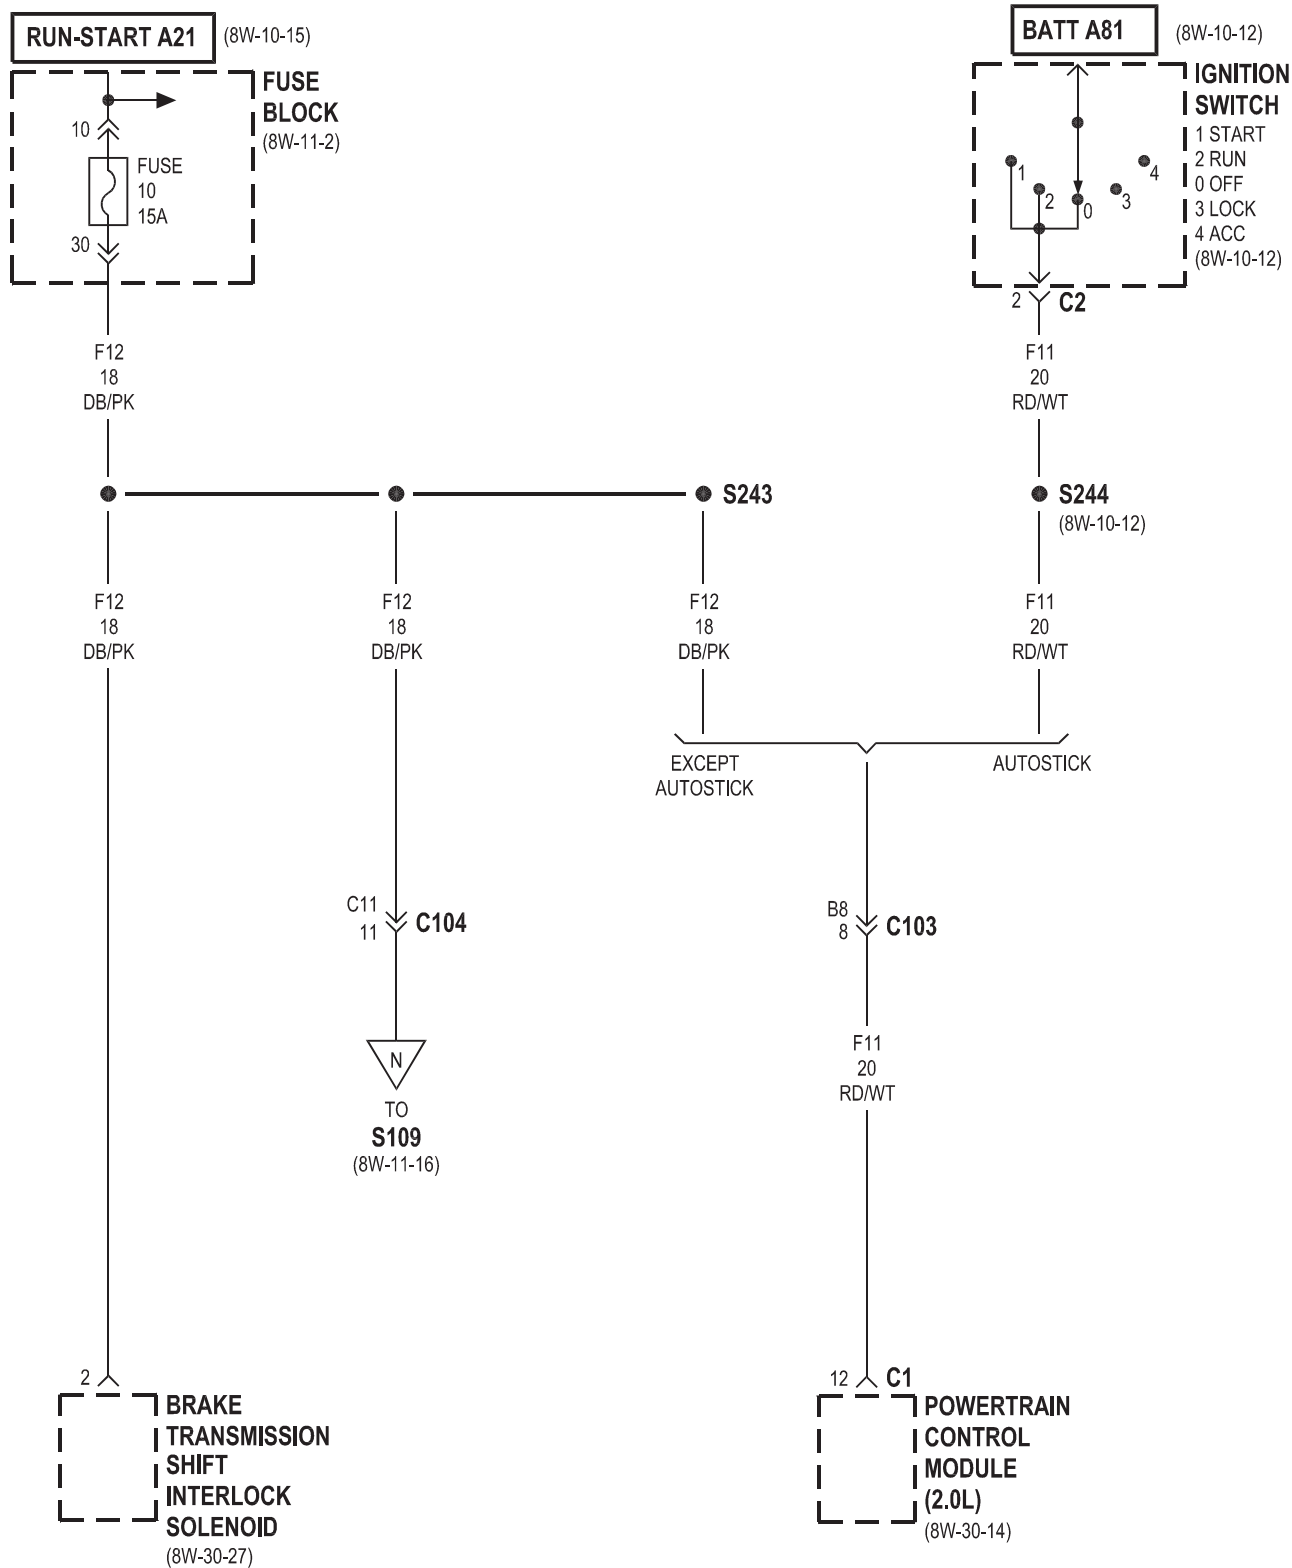 RUN-START A21
(8W-10-15)
BATT A81
(8W-10-12)
FUSE
BLOCK
(8W-11-2)
10
FUSE
10
15A
30
IGNITION
SWITCH
1 START
2 RUN
0 OFF
3 LOCK
4 ACC
(8W-10-12)
1
2
0
3
4
2
C2
F12
18
DB/PK
F11
20
RD/WT
S243
S244
(8W-10-12)
F12
18
DB/PK
F12
18
DB/PK
F12
18
DB/PK
F11
20
RD/WT
EXCEPT
AUTOSTICK
AUTOSTICK
C11
11
C104
B8
8
C103
N
TO
S109
(8W-11-16)
F11
20
RD/WT
2
BRAKE
TRANSMISSION
SHIFT
INTERLOCK
SOLENOID
(8W-30-27)
12
C1
POWERTRAIN
CONTROL
MODULE
(2.0L)
(8W-30-14)